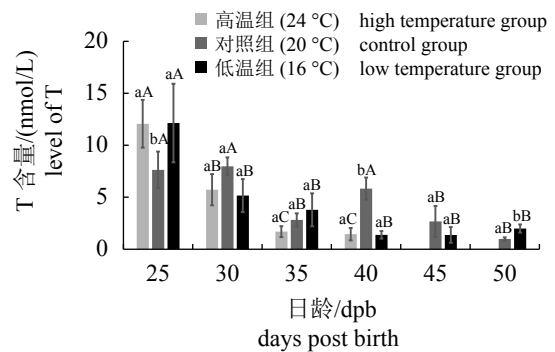 高温组 (24 °C) high temperature group
对照组 (20 °C) control group
低温组 (16 °C) low temperature group
T 含量/(nmol/L)
level of T
20
15
10
5
0
aA bA aA
aB aA aB
aC aB aB
aC bA aB
aB aB
aB bB
25 30 35 40 45 50
日龄/dpb
days post birth